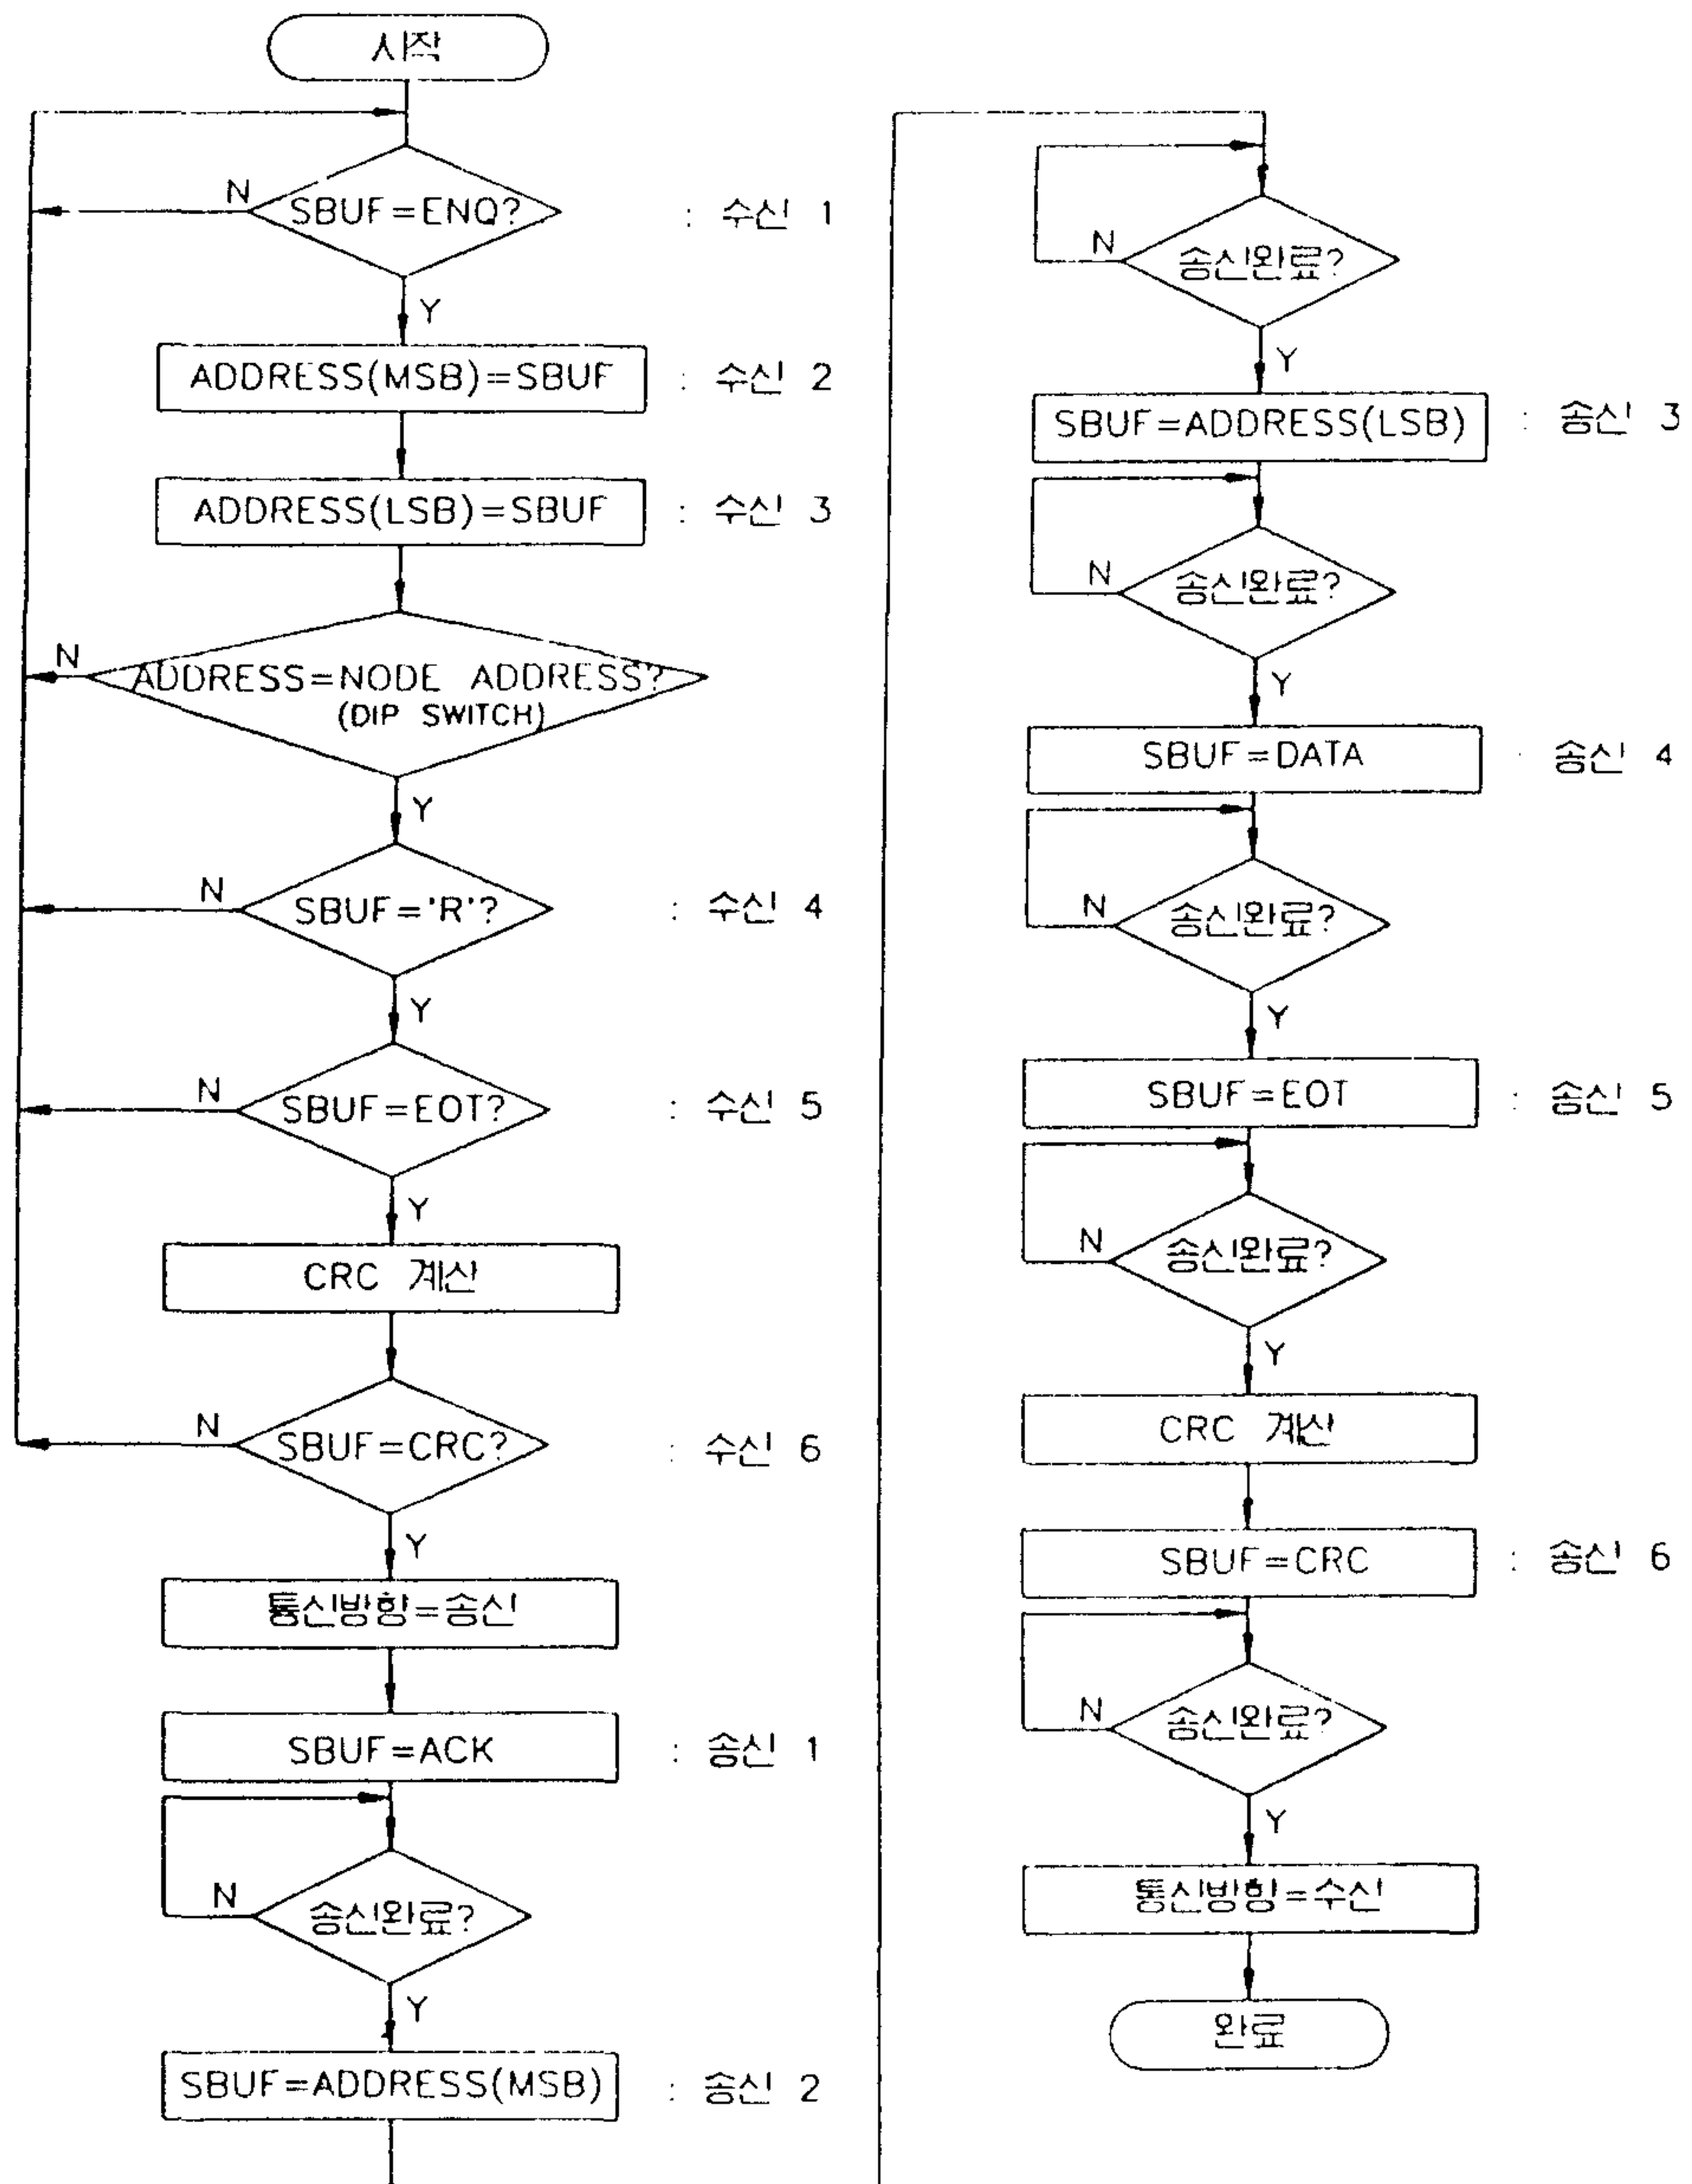 시작
N
SBUF=ENQ? : 수신 1
Y
ADDRESS(MSB)=SBUF : 수신 2
ADDRESS(LSB)=SBUF : 수신 3
N
ADDRESS=NODE ADDRESS?
(DIP SWITCH)
Y
N
SBUF='R'? : 수신 4
Y
N
SBUF=EOT? : 수신 5
Y
CRC 계산
N
SBUF=CRC? : 수신 6
Y
통신방향=송신
SBUF=ACK : 송신 1
N
송신완료?
Y
SBUF=ADDRESS(MSB) : 송신 2
N
송신완료?
Y
SBUF=ADDRESS(LSB) : 송신 3
N
송신완료?
Y
SBUF=DATA : 송신 4
N
송신완료?
Y
SBUF=EOT : 송신 5
N
송신완료?
Y
CRC 계산
SBUF=CRC : 송신 6
N
송신완료?
Y
통신방향=수신
완료